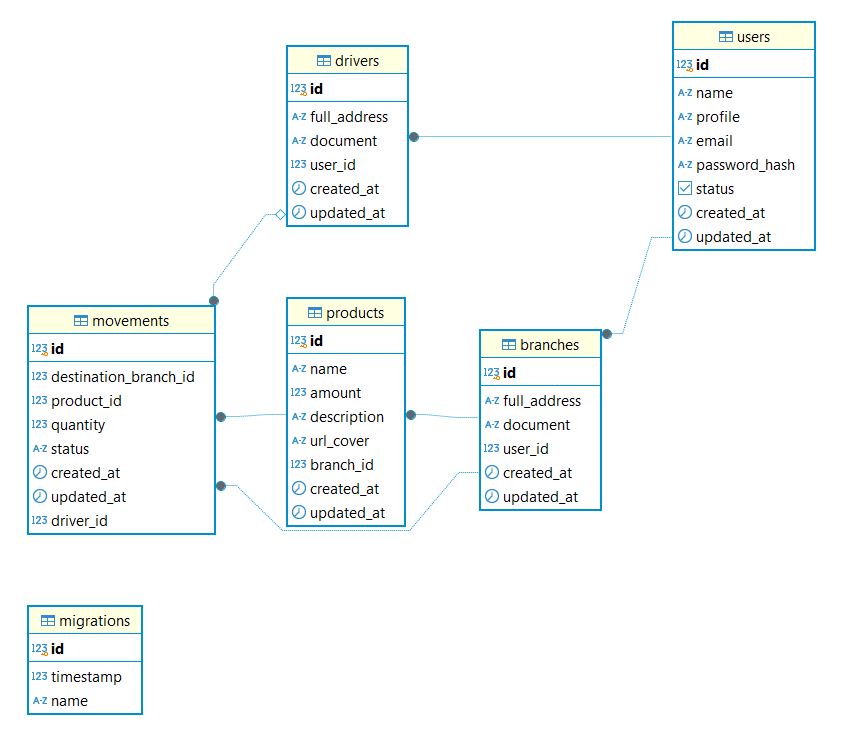 drivers
123 id
A-Z full_address
A-Z document
123 user_id
created_at
updated_at
users
123 id
A-Z name
A-Z profile
A-Z email
A-Z password_hash
status
created_at
updated_at
movements
123 id
123 destination_branch_id
123 product_id
123 quantity
A-Z status
created_at
updated_at
123 driver_id
products
123 id
A-Z name
123 amount
A-Z description
A-Z url_cover
123 branch_id
created_at
updated_at
branches
123 id
A-Z full_address
A-Z document
123 user_id
created_at
updated_at
migrations
123 id
123 timestamp
A-Z name